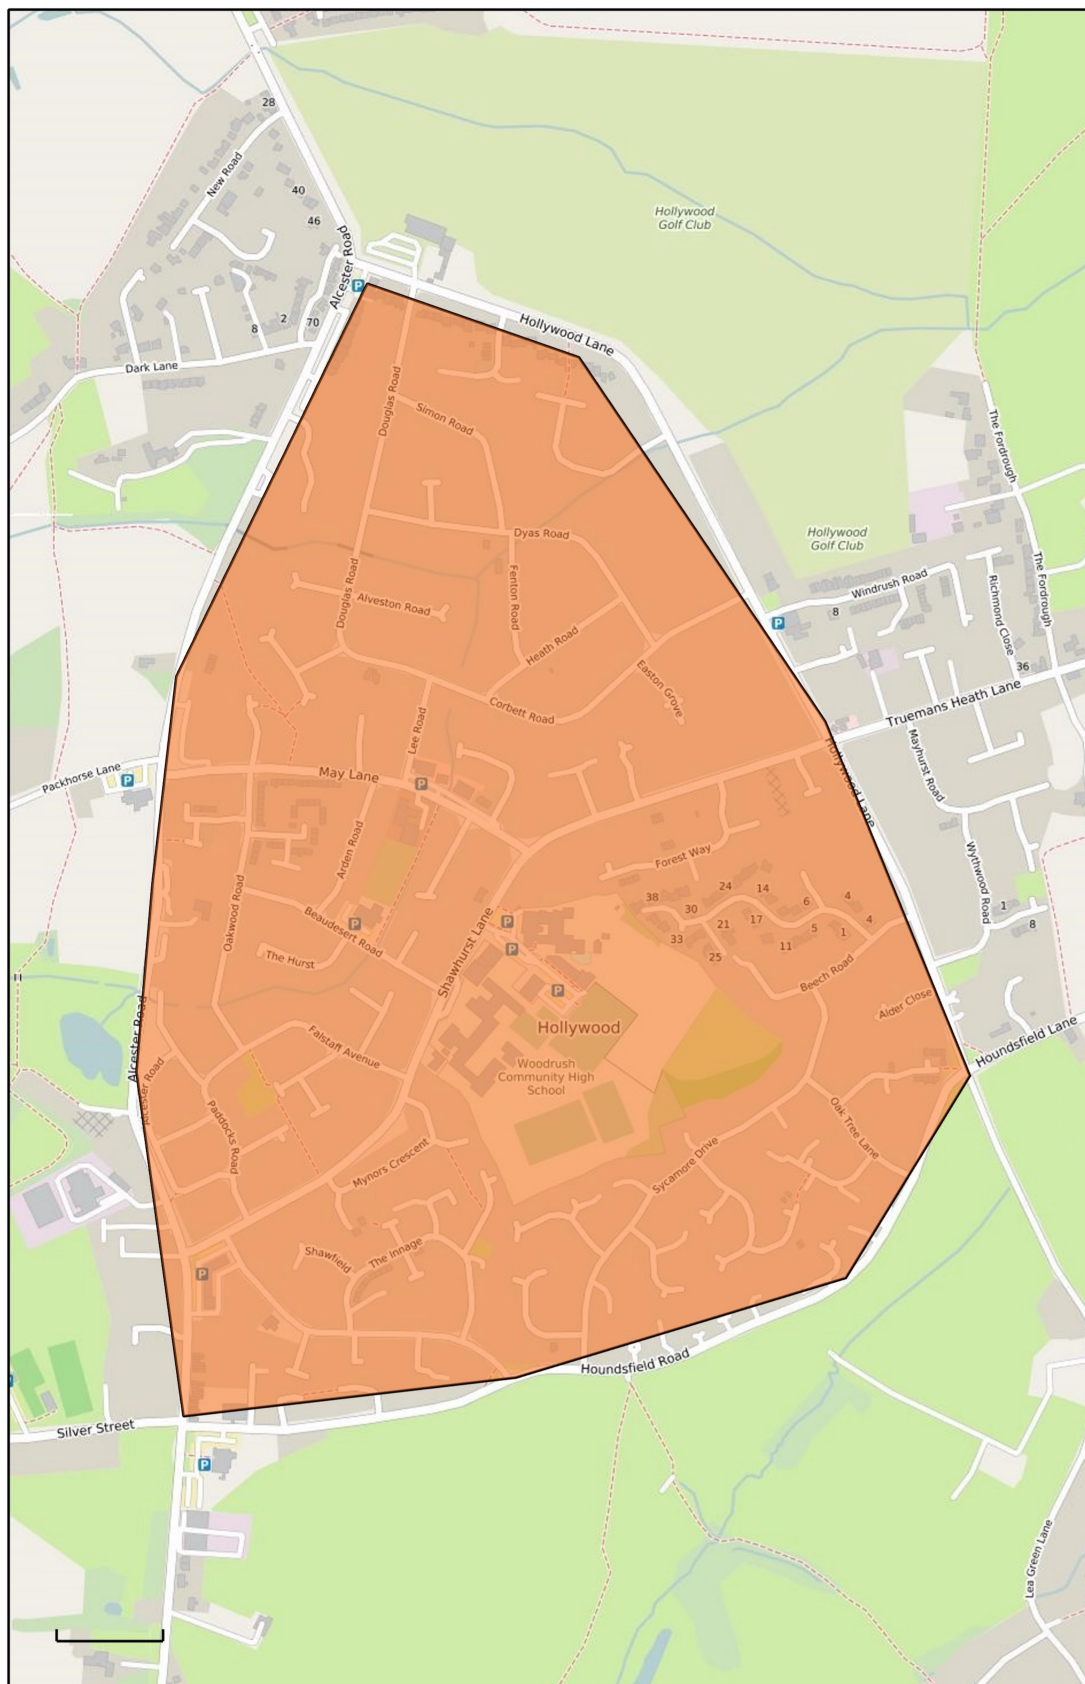 28
New Road
40
46
Hollywood
Golf Club
Alcester Road
P
8
2
70
Hollywood Lane
Dark Lane
Douglas Road
Simon Road
The Fordrough
Dyas Road
Hollywood
Golf Club
Fenton Road
Douglas Road
Alveston Road
Windrush Road
8
P
Richmond Close
The Fordrough
Heath Road
Easton Grove
36
Corbett Road
Truemans Heath Lane
Lee Road
Packhorse Lane
P
May Lane
P
Hollywood Lane
Mayhurst Road
Arden Road
Forest Way
Wythwood Road
38
30
24
14
6
4
33
21
17
5
1
4
25
11
1
8
Oakwood Road
Beaudesert Road
P
P
P
Shawhurst Lane
The Hurst
Beech Road
P
Alder Close
Hollywood
Houndsfield Lane
Alcester Road
Falstaff Avenue
Woodrush
Community High
School
Alcester Road
Paddocks Road
Oak Tree Lane
Mynors Crescent
Sycamore Drive
Shawfield
The Innage
P
Houndsfield Road
Silver Street
P
Lea Green Lane